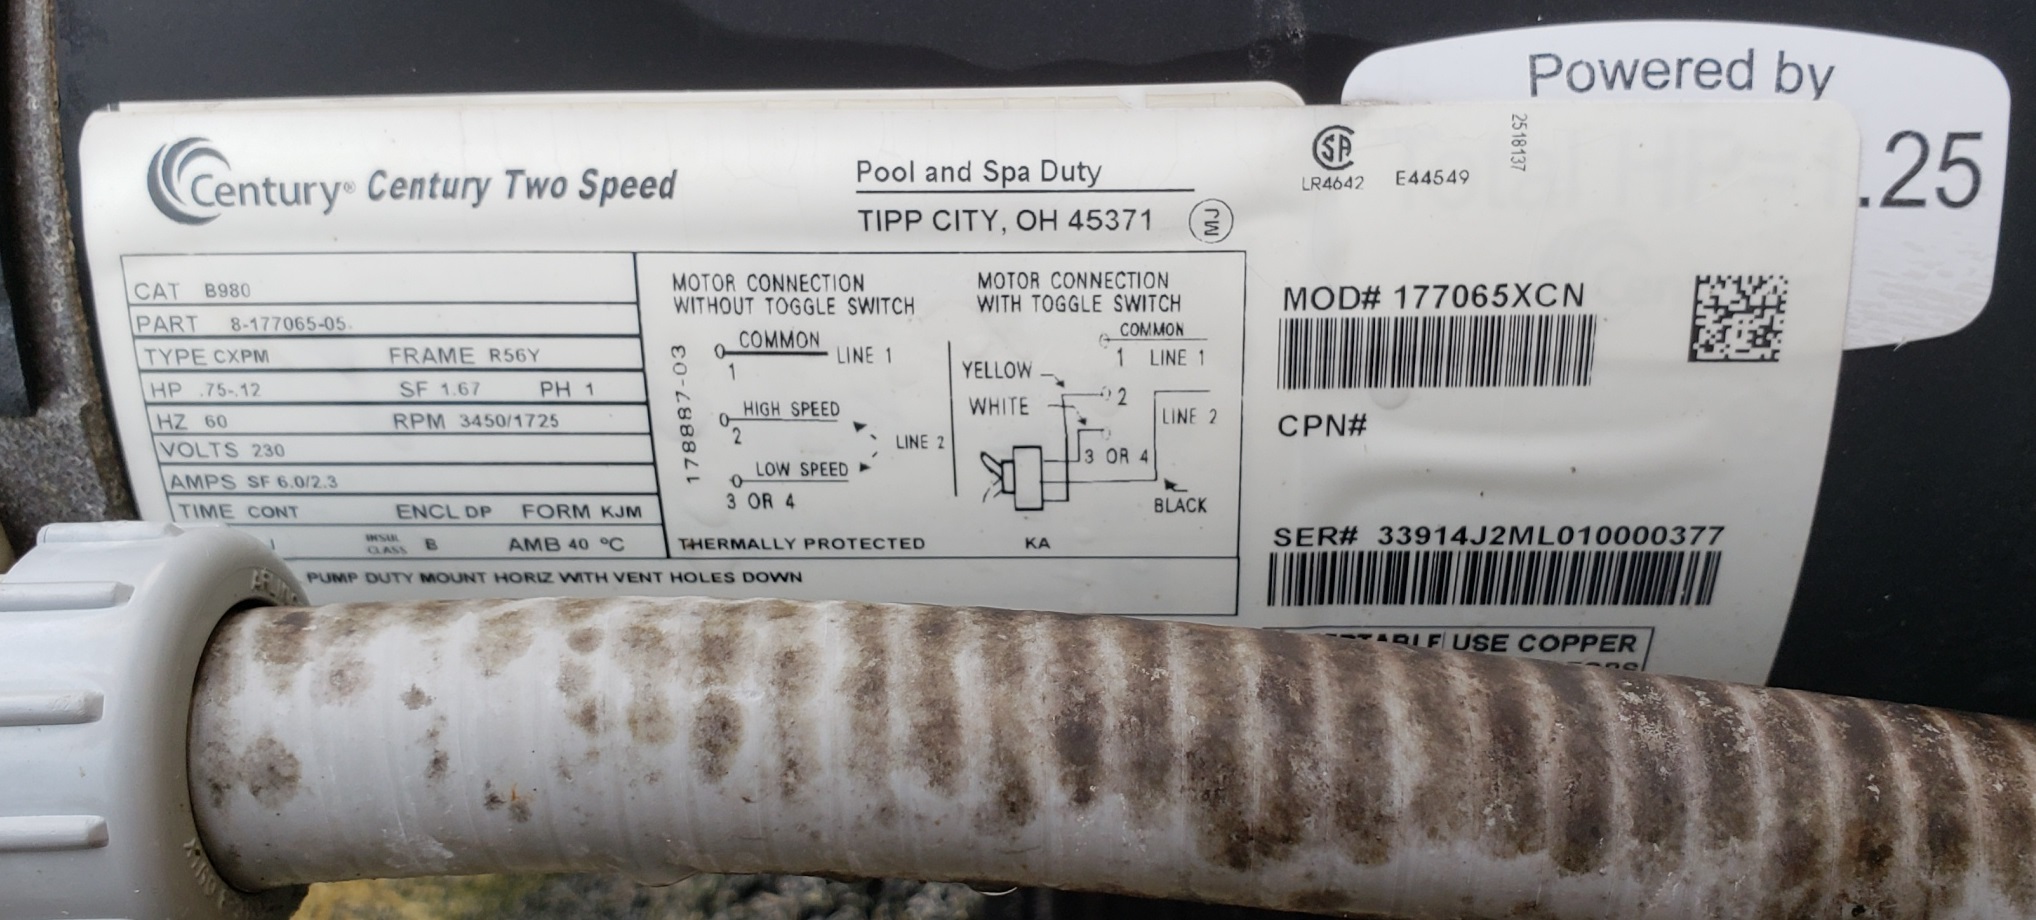 Powered by
.25
Century® Century Two Speed
Pool and Spa Duty
TIPP CITY, OH 45371
LR4642 E44549
2518137
CAT B980
PART 8-177065-05
TYPE CXPM FRAME R56Y
HP .75-.12 SF 1.67 PH 1
HZ 60 RPM 3450/1725
VOLTS 230
AMPS SF 6.0/2.3
TIME CONT ENCL DP FORM KJM
INSUL CLASS B AMB 40 °C
PUMP DUTY MOUNT HORIZ WITH VENT HOLES DOWN
MOTOR CONNECTION
WITHOUT TOGGLE SWITCH
178887-03
COMMON
1 LINE 1
HIGH SPEED
2
LINE 2
LOW SPEED
3 OR 4
THERMALLY PROTECTED KA
MOTOR CONNECTION
WITH TOGGLE SWITCH
COMMON
1 LINE 1
YELLOW
2
WHITE
LINE 2
3 OR 4
BLACK
MOD# 177065XCN
CPN#
SER# 33914J2ML010000377
USE COPPER